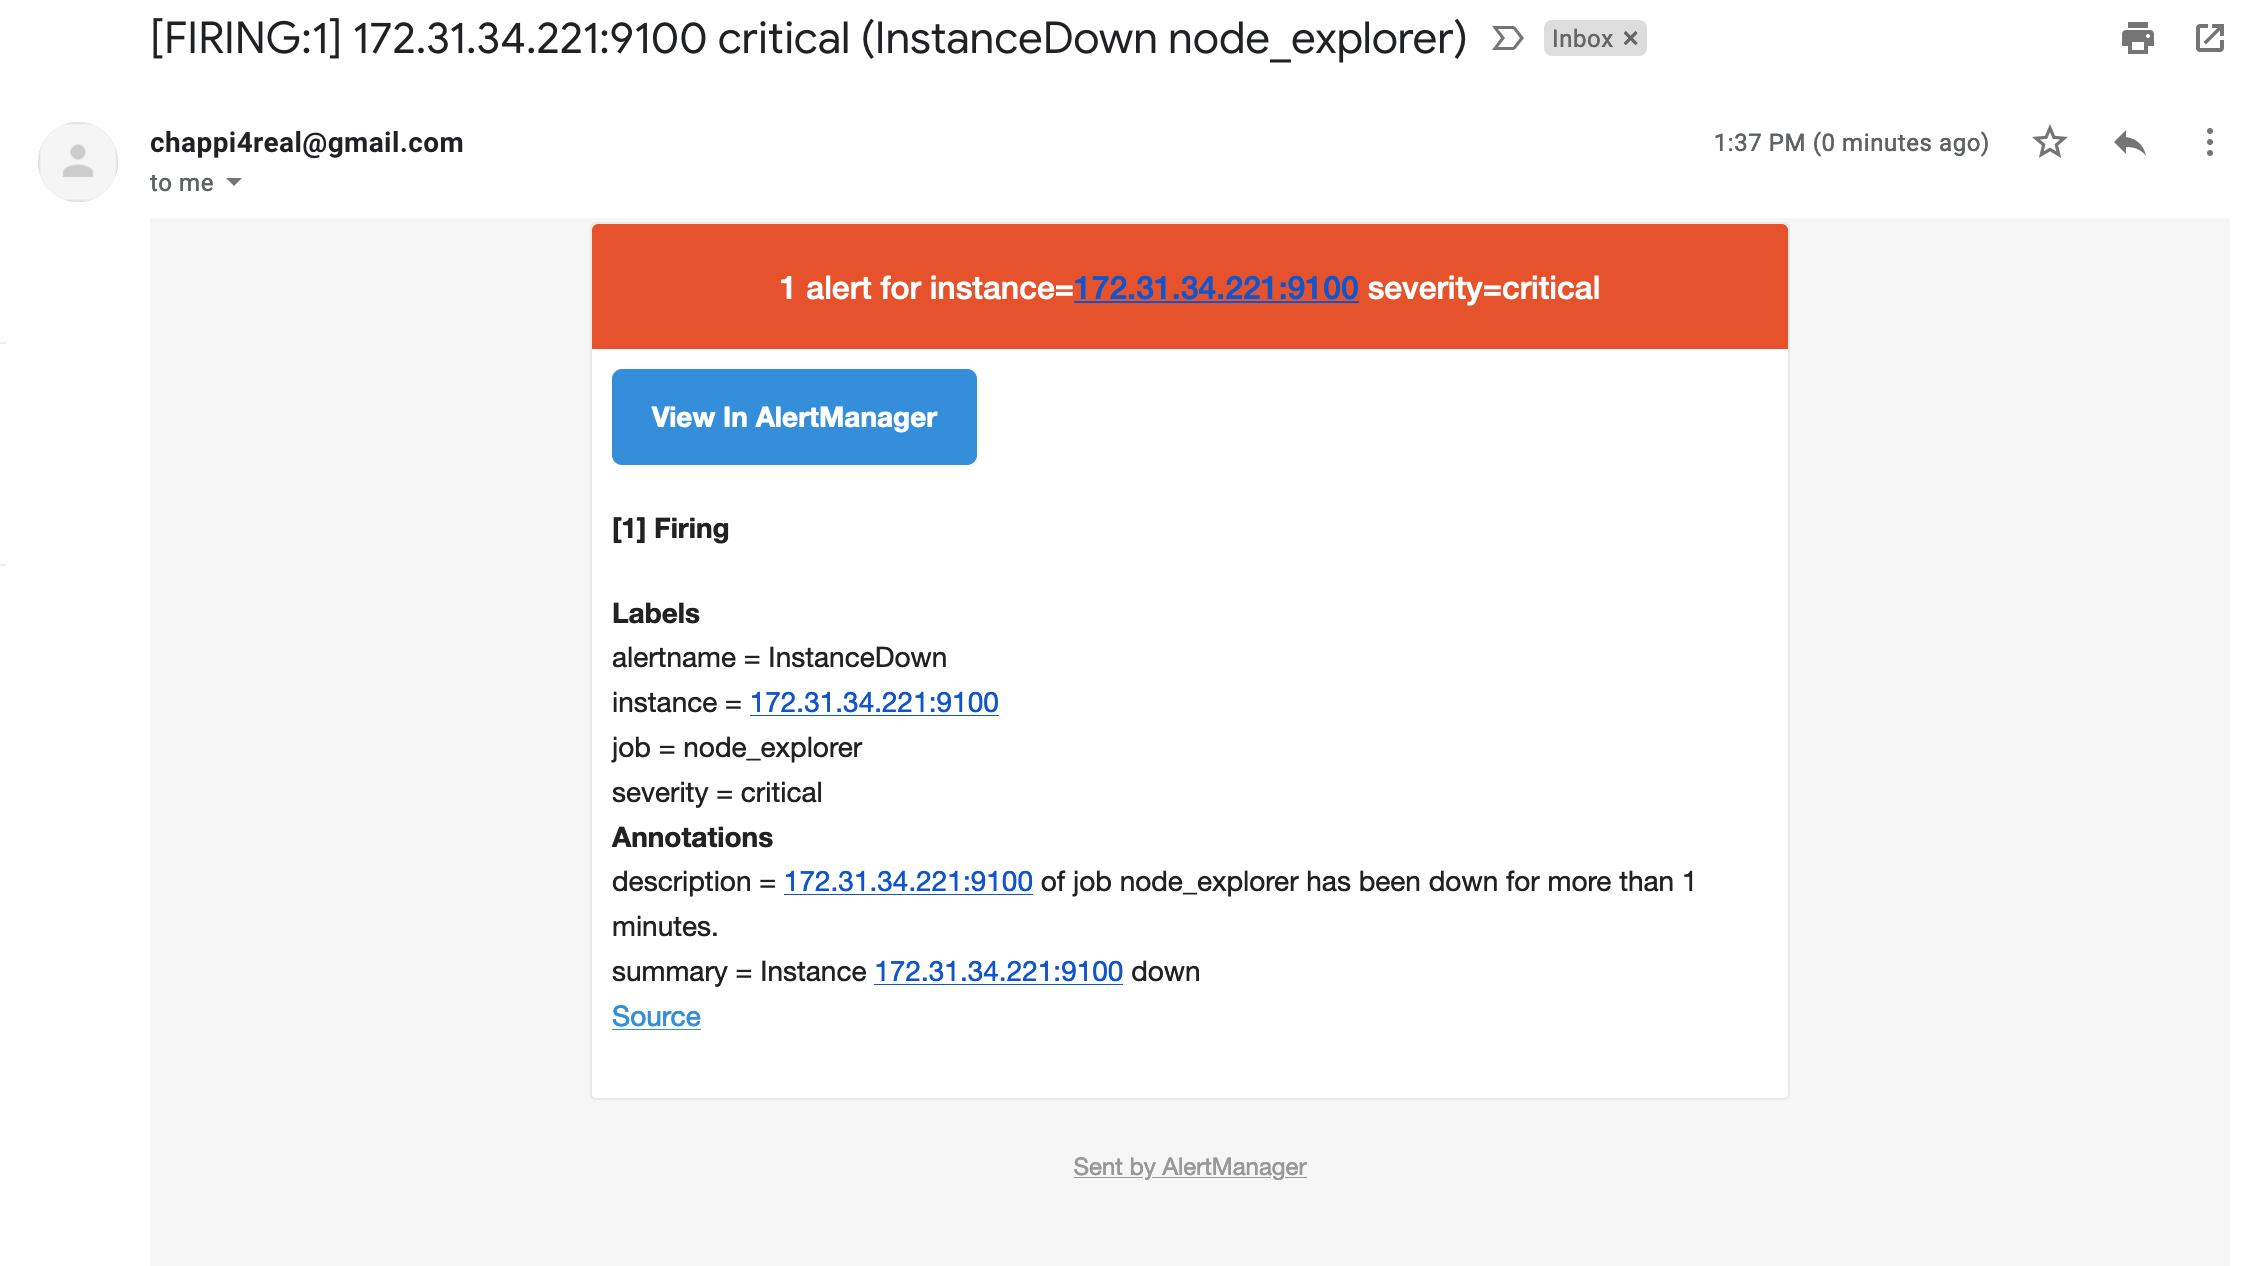 [FIRING:1] 172.31.34.221:9100 critical (InstanceDown node_explorer) Inbox ×
chappi4real@gmail.com 1:37 PM (0 minutes ago)
to me
1 alert for instance=172.31.34.221:9100 severity=critical
View In AlertManager
[1] Firing
Labels
alertname = InstanceDown
instance = 172.31.34.221:9100
job = node_explorer
severity = critical
Annotations
description = 172.31.34.221:9100 of job node_explorer has been down for more than 1
minutes.
summary = Instance 172.31.34.221:9100 down
Source
Sent by AlertManager